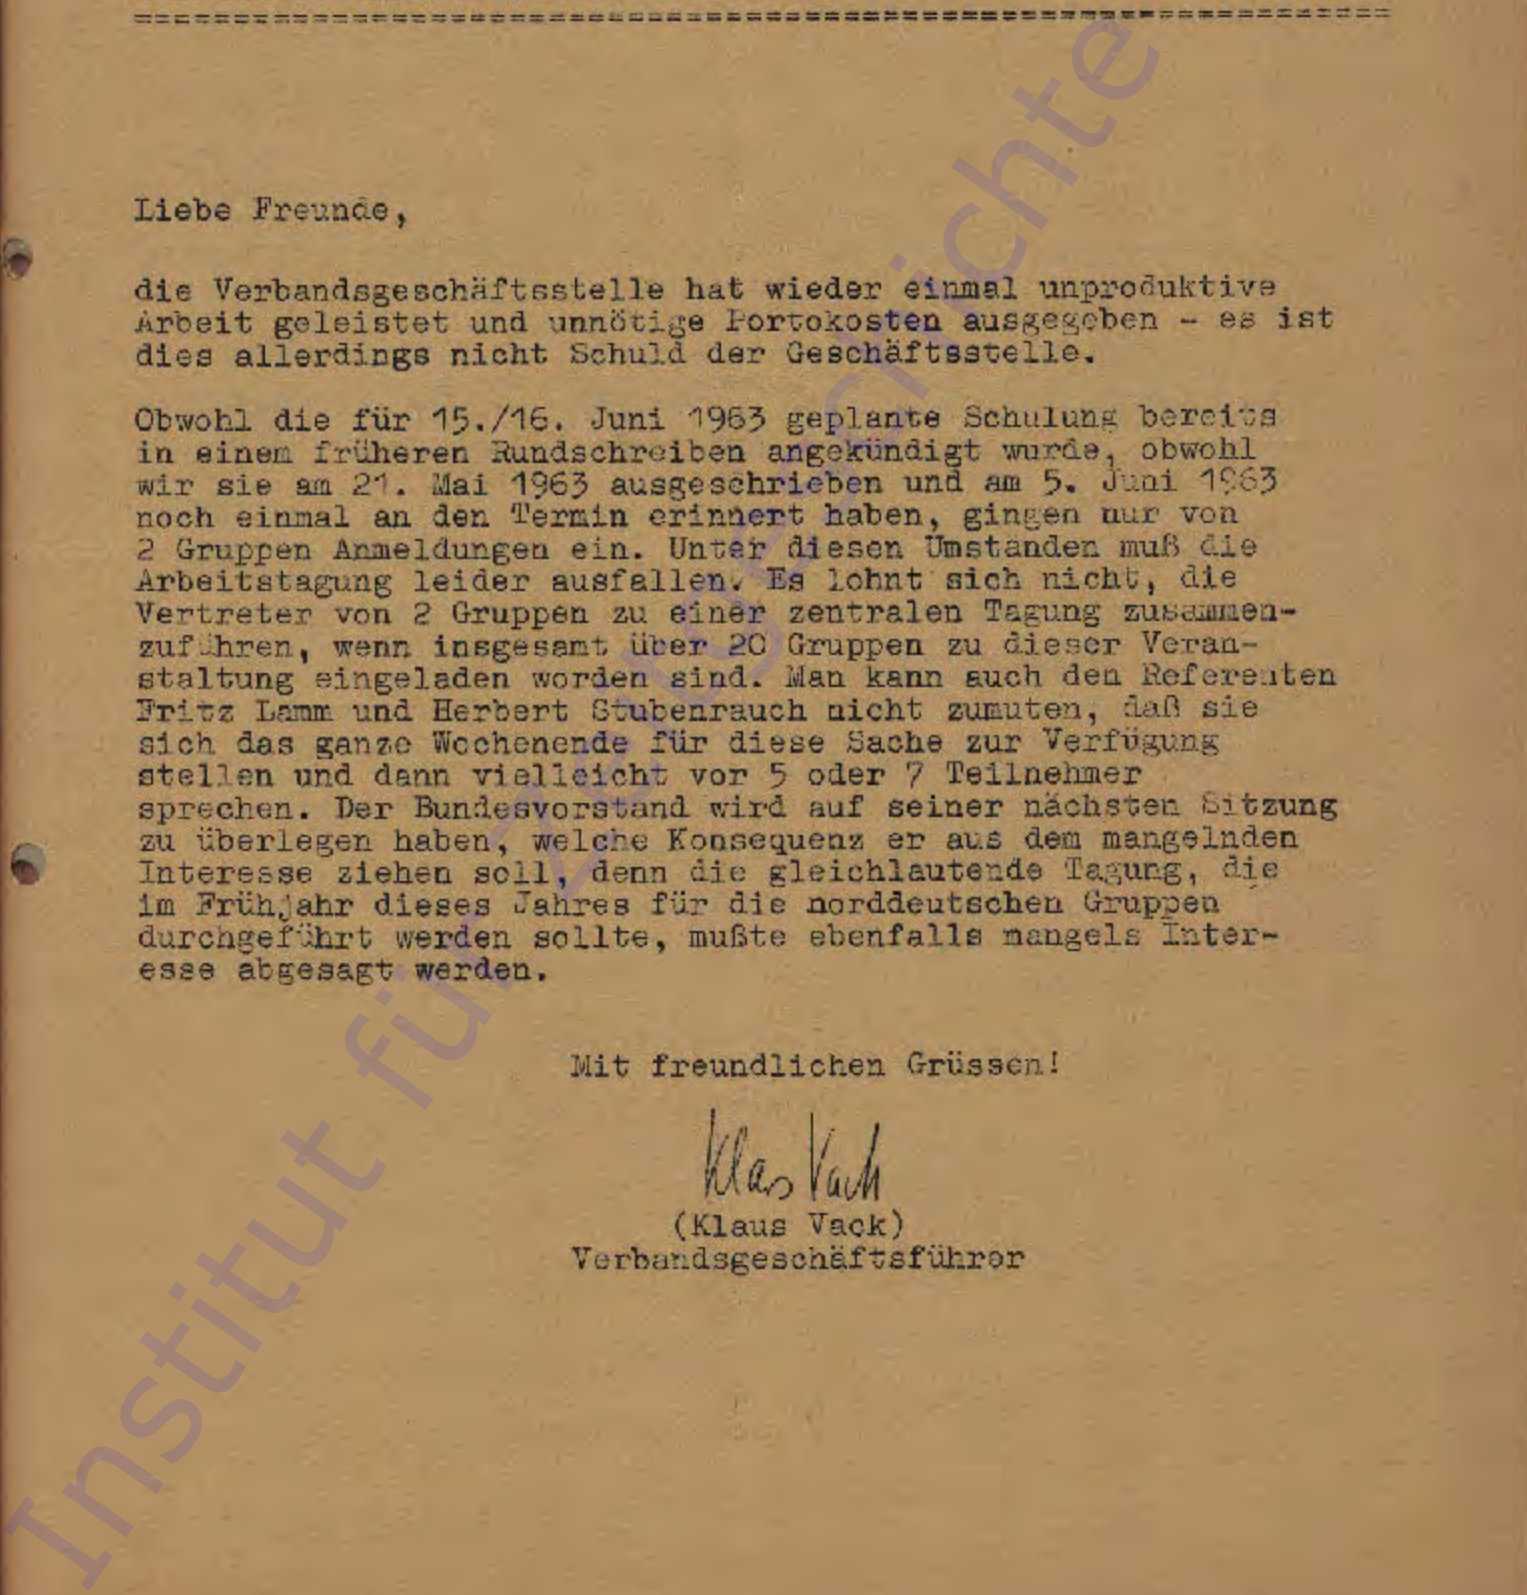 ================================================================
Liebe Freunde,
die Verbandsgeschäftsstelle hat wieder einmal unproduktive
Arbeit geleistet und unnötige Portokosten ausgegeben - es ist
dies allerdings nicht Schuld der Geschäftsstelle.
Obwohl die für 15./16. Juni 1963 geplante Schulung bereits
in einem früheren Rundschreiben angekündigt wurde, obwohl
wir sie am 21. Mai 1963 ausgeschrieben und am 5. Juni 1963
noch einmal an den Termin erinnert haben, gingen nur von
2 Gruppen Anmeldungen ein. Unter diesen Umständen muß die
Arbeitstagung leider ausfallen. Es lohnt sich nicht, die
Vertreter von 2 Gruppen zu einer zentralen Tagung zusammen-
zuführen, wenn insgesamt über 20 Gruppen zu dieser Veran-
staltung eingeladen worden sind. Man kann auch den Referenten
Fritz Lamm und Herbert Stubenrauch nicht zumuten, daß sie
sich das ganze Wochenende für diese Sache zur Verfügung
stellen und dann vielleicht vor 5 oder 7 Teilnehmer
sprechen. Der Bundesvorstand wird auf seiner nächsten Sitzung
zu überlegen haben, welche Konsequenz er aus dem mangelnden
Interesse ziehen soll, denn die gleichlautende Tagung, die
im Frühjahr dieses Jahres für die norddeutschen Gruppen
durchgeführt werden sollte, mußte ebenfalls mangels Inter-
esse abgesagt werden.
Mit freundlichen Grüssen!
Klaus Vack
(Klaus Vack)
Verbandsgeschäftsführer
Institut für Zeitgeschichte